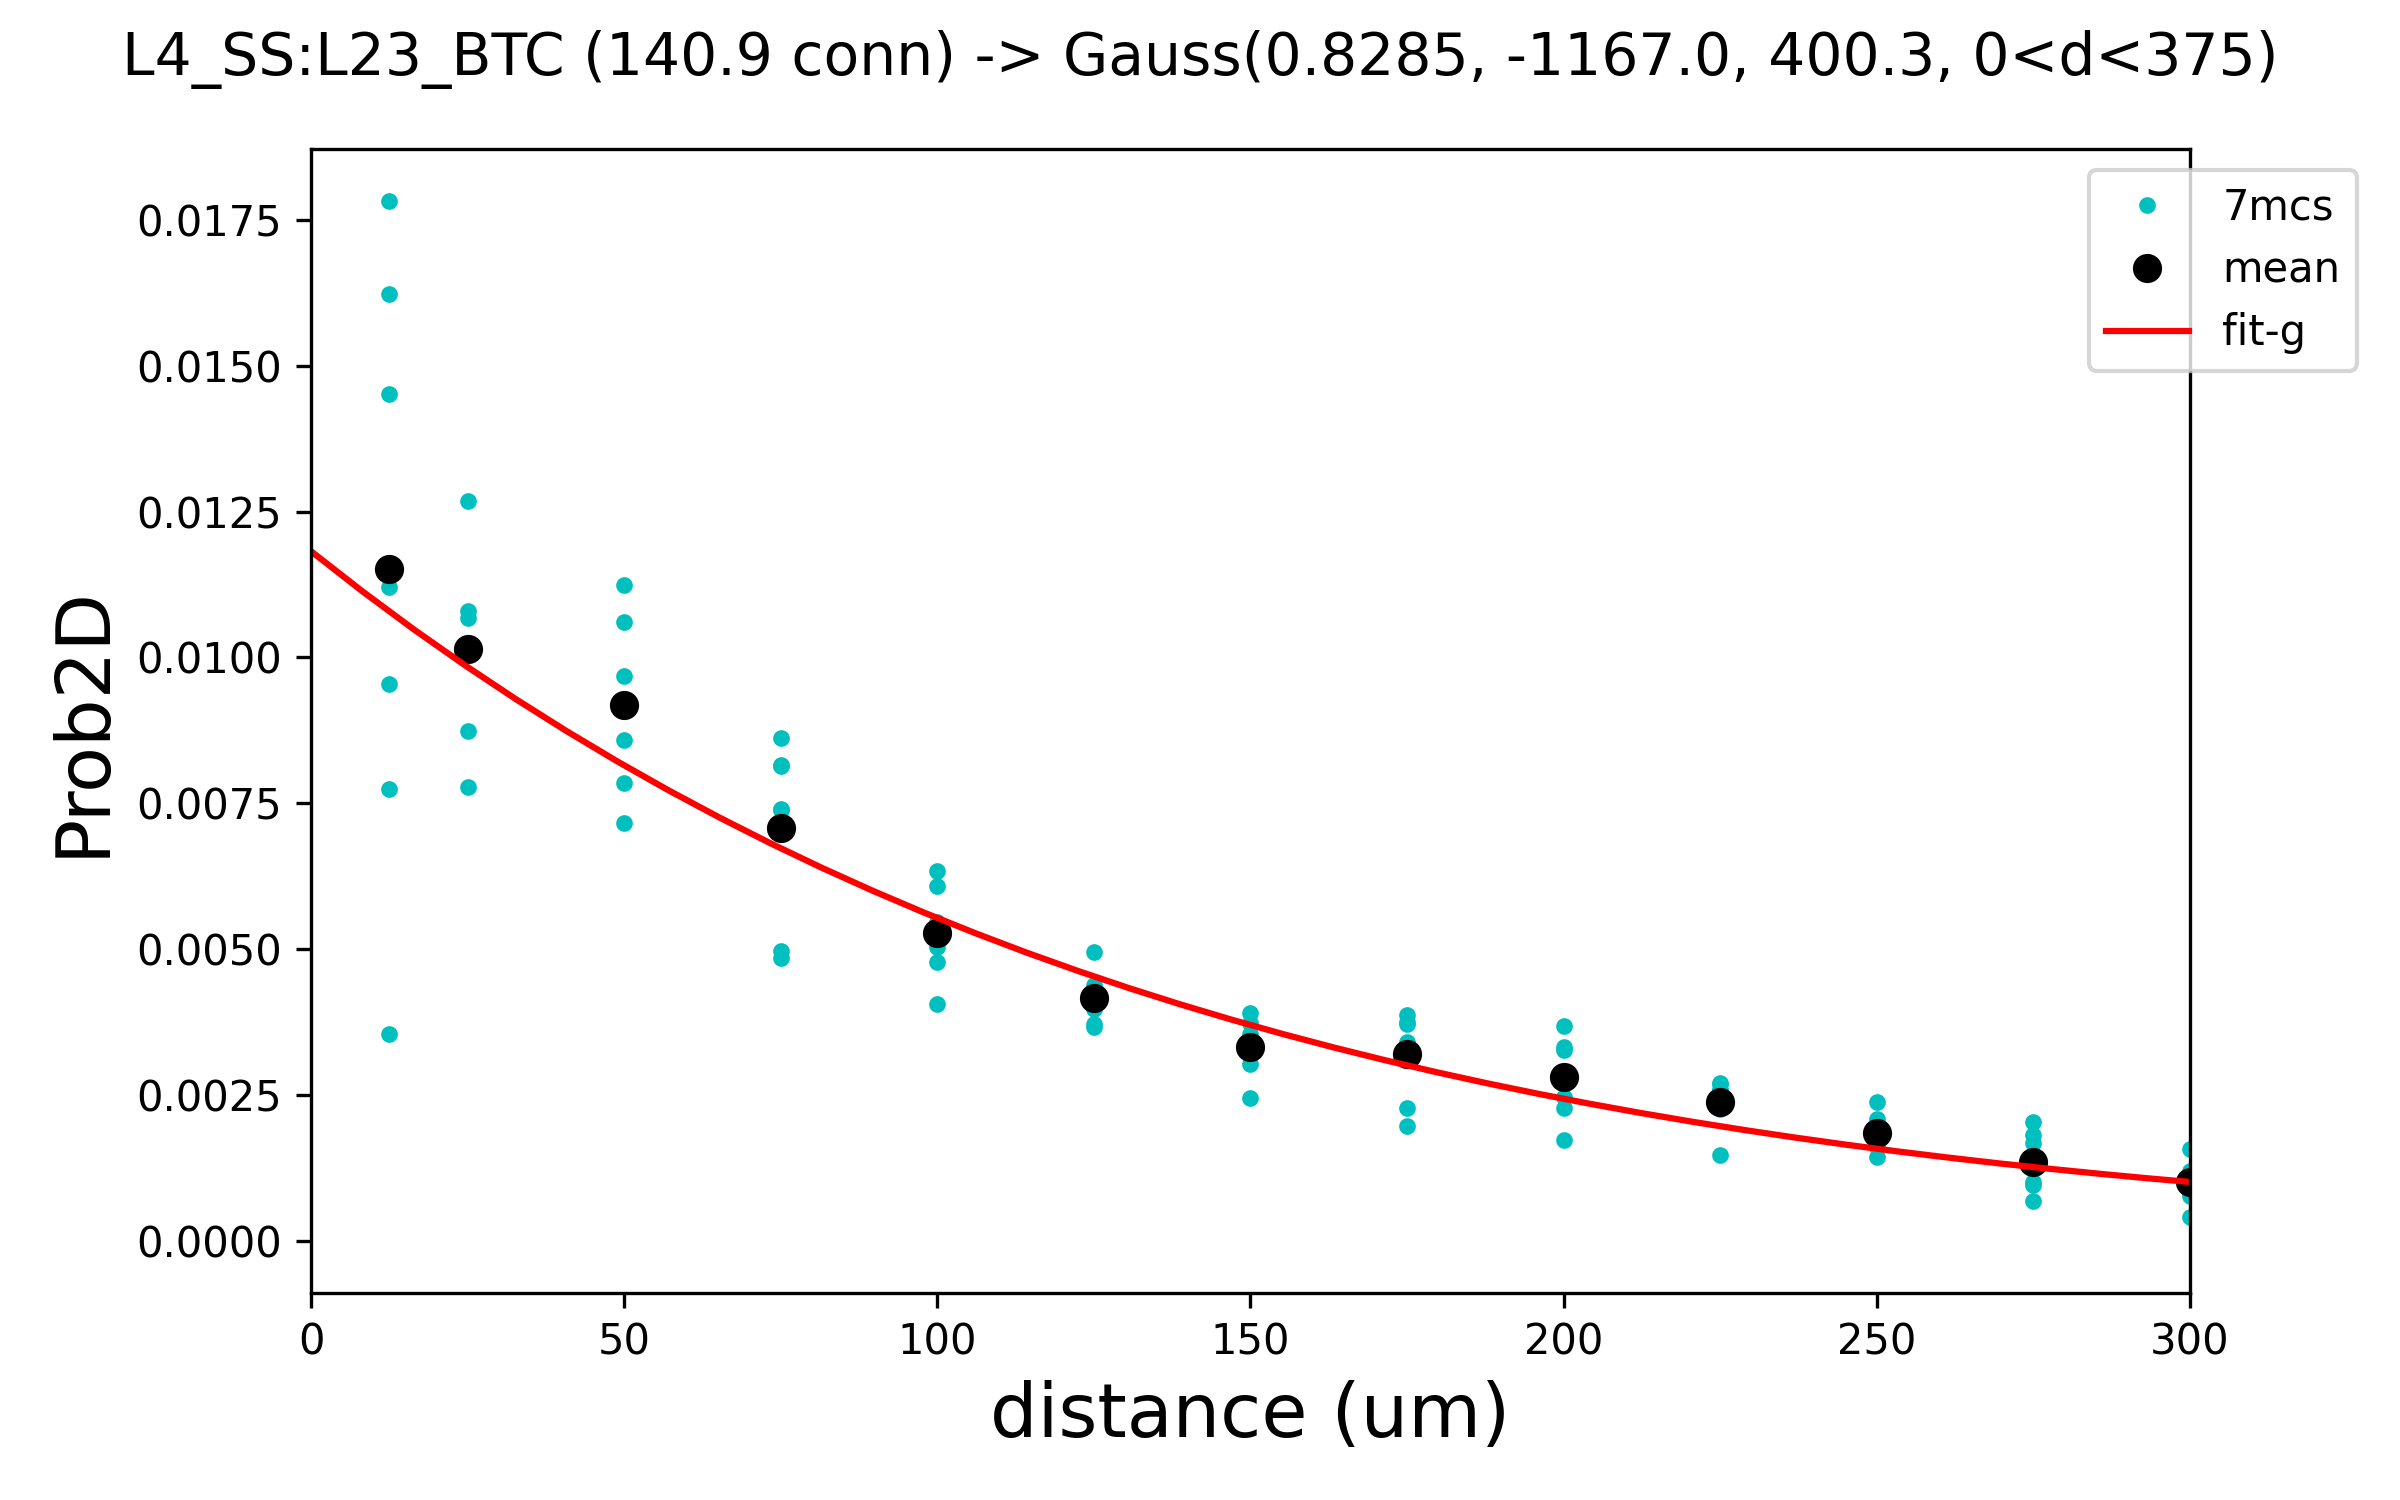 L4_SS:L23_BTC (140.9 conn) -> Gauss(0.8285, -1167.0, 400.3, 0<d<375)
7mcs
mean
fit-g
Prob2D
0.0175
0.0150
0.0125
0.0100
0.0075
0.0050
0.0025
0.0000
0 50 100 150 200 250 300
distance (um)